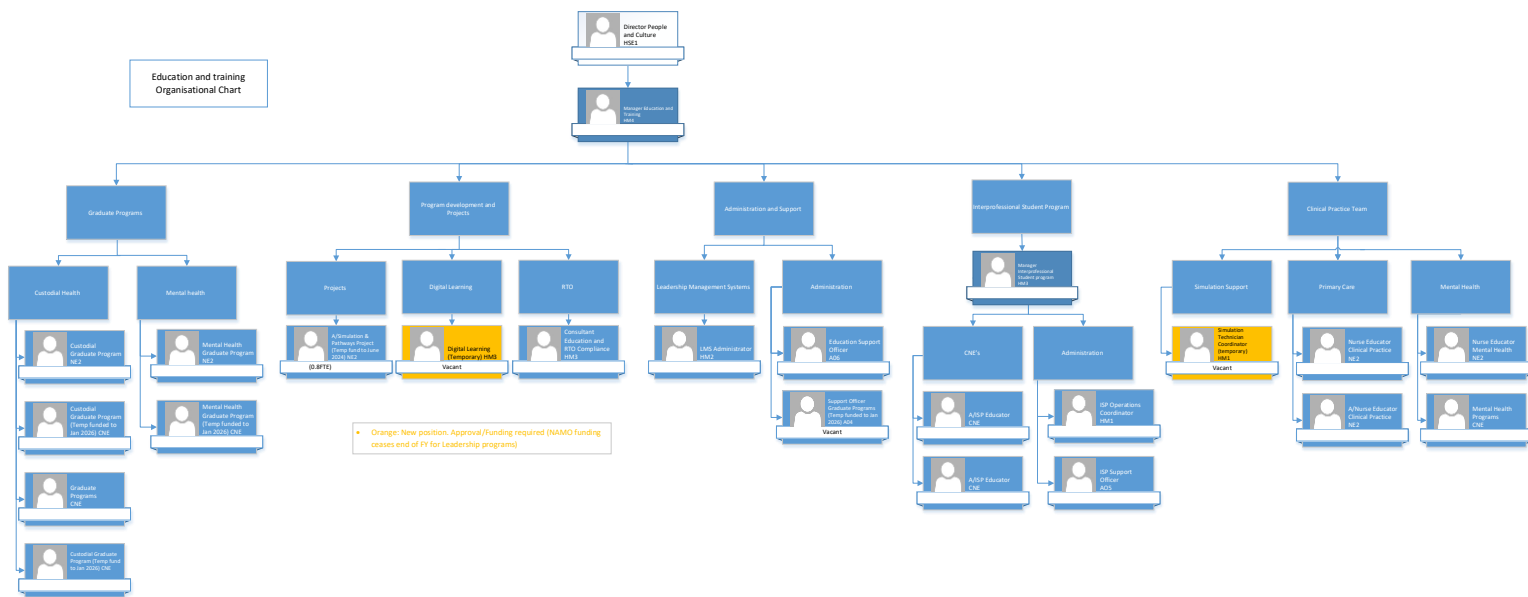 Director People
and Culture
HSE1
Education and training
Organisational Chart
Manager Education and
Training
HM4
Graduate Programs
Program development and
Projects
Administration and Support
Interprofessional Student Program
Clinical Practice Team
Custodial Health
Mental health
Projects
Digital Learning
RTO
Leadership Management Systems
Administration
Manager
Interprofessional
Student program
HM3
Simulation Support
Primary Care
Mental Health
Custodial
Graduate Program
NE2
Mental Health
Graduate Program
NE2
A/Simulation &
Pathways Project
(Temp fund to June
2024) NE2
(0.8FTE)
Digital Learning
(Temporary) HM3
Vacant
Consultant
Education and
RTO Compliance
HM3
LMS Administrator
HM2
Education Support
Officer
AO6
CNE's
Administration
Simulation
Technician
Coordinator
(temporary)
HM1
Vacant
Nurse Educator
Clinical Practice
NE2
Nurse Educator
Mental Health
NE2
Custodial
Graduate Program
(Temp funded to
Jan 2026) CNE
Mental Health
Graduate Program
(Temp funded to
Jan 2026) CNE
Support Officer
Graduate Programs
(Temp funded to Jan
2026) A04
Vacant
A/ISP Educator
CNE
ISP Operations
Coordinator
HM1
A/Nurse Educator
Clinical Practice
NE2
Mental Health
Programs
CNE
• Orange; New position. Approval/Funding required (NAMO funding
ceases end of FY for Leadership programs)
Graduate
Programs
CNE
A/ISP Educator
CNE
ISP Support
Officer
AO5
Custodial Graduate
Program (Temp fund
to Jan 2026) CNE